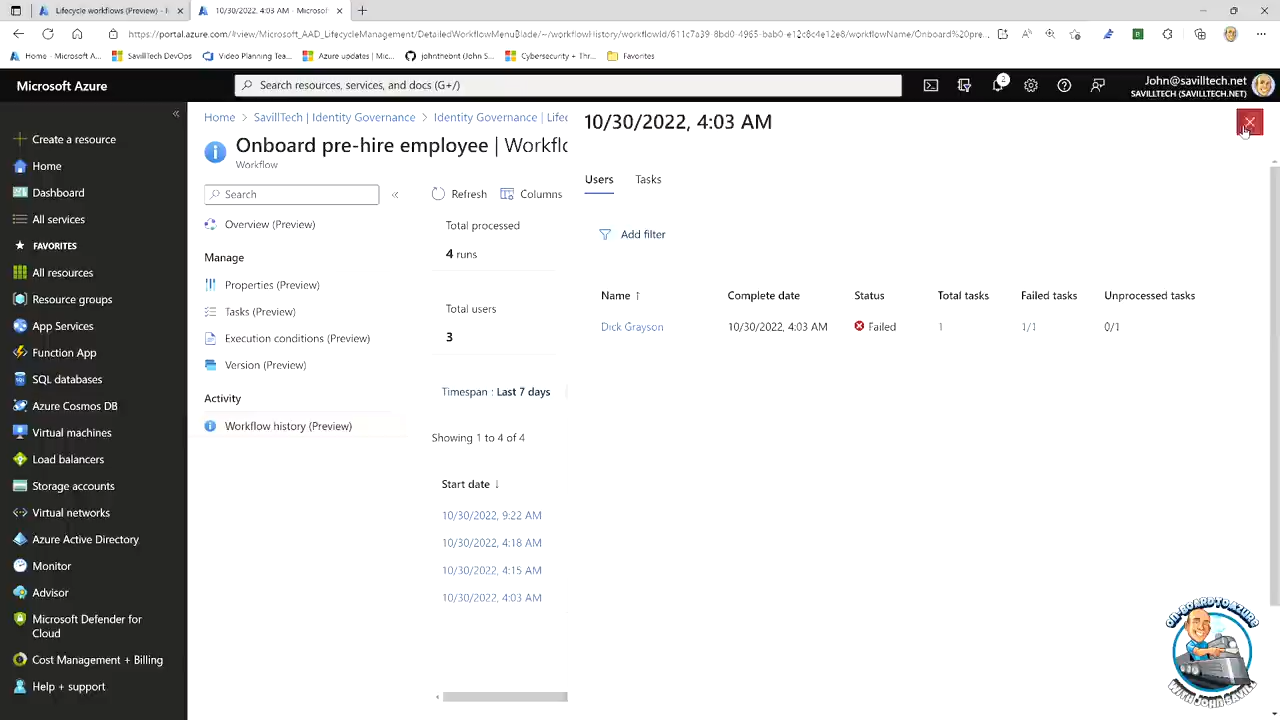 Lifecycle workflows (Preview) - I
10/30/2022, 4:03 AM - Microsof
https://portal.azure.com/#view/Microsoft_AAD_LifecycleManagement/DetailedWorkflowMenuBlade/~/workflowHistory/workflowId/611c7a39-8bd0-4965-bab0-e12c8c4e12e8/workflowName/Onboard%20pre...
Home - Microsoft A...
SavillTech DevOps
Video Planning Tea...
Azure updates | Mic...
johnthebrit (John S...
Cybersecurity + Thr...
Favorites
Microsoft Azure
Search resources, services, and docs (G+/)
2
John@savilltech.net
SAVILLTECH (SAVILLTECH.NET)
Create a resource
Home
Dashboard
All services
FAVORITES
All resources
Resource groups
App Services
Function App
SQL databases
Azure Cosmos DB
Virtual machines
Load balancers
Storage accounts
Virtual networks
Azure Active Directory
Monitor
Advisor
Microsoft Defender for
Cloud
Cost Management + Billing
Help + support
Home > SavillTech | Identity Governance > Identity Governance | Lifec
Onboard pre-hire employee | Workflo
Workflow
Search
Overview (Preview)
Manage
Properties (Preview)
Tasks (Preview)
Execution conditions (Preview)
Version (Preview)
Activity
Workflow history (Preview)
Refresh
Columns
Total processed
4 runs
Total users
3
Timespan : Last 7 days
Showing 1 to 4 of 4
Start date ↓
10/30/2022, 9:22 AM
10/30/2022, 4:18 AM
10/30/2022, 4:15 AM
10/30/2022, 4:03 AM
10/30/2022, 4:03 AM
Users
Tasks
Add filter
Name ↑ Complete date Status Total tasks Failed tasks Unprocessed tasks
Dick Grayson 10/30/2022, 4:03 AM Failed 1 1/1 0/1
ON-BOARD TO AZURE
WITH JOHN SAVILL